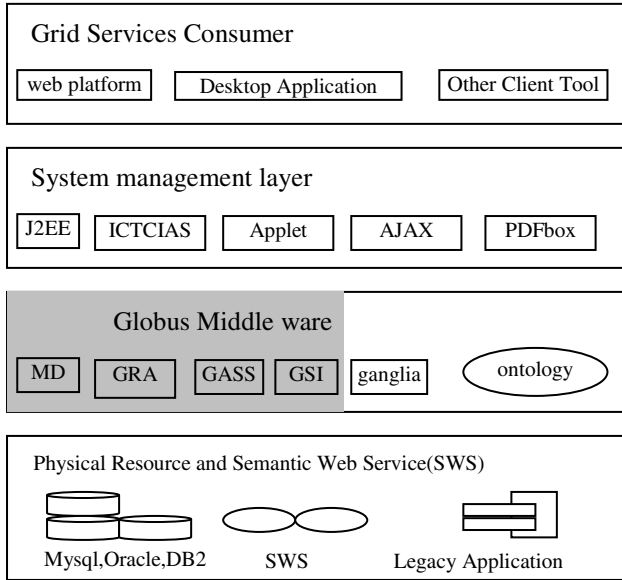 Grid Services Consumer
web platform Desktop Application Other Client Tool
System management layer
J2EE ICTCIAS Applet AJAX PDFbox
Globus Middle ware
MD GRA GASS GSI ganglia ontology
Physical Resource and Semantic Web Service(SWS)
Mysql,Oracle,DB2 SWS Legacy Application